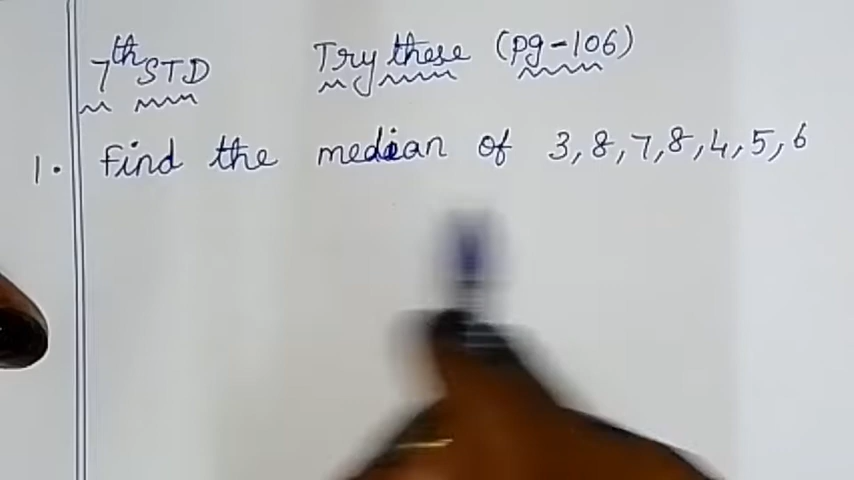 7th STD Try these (pg-106)
1. Find the median of 3, 8, 7, 8, 4, 5, 6